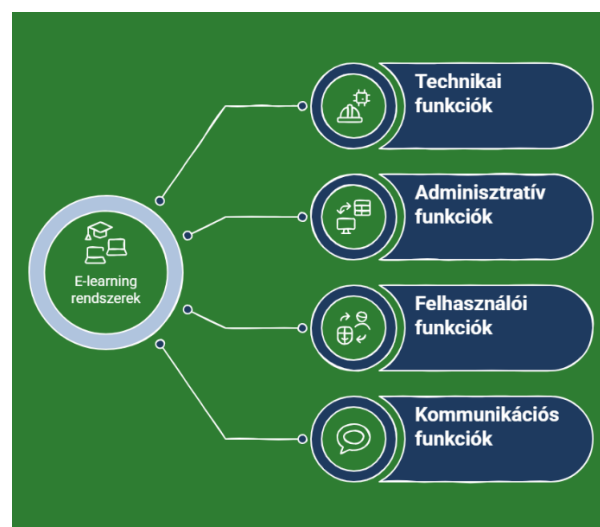 E-learning
rendszerek
Technikai
funkciók
Adminisztratív
funkciók
Felhasználói
funkciók
Kommunikációs
funkciók